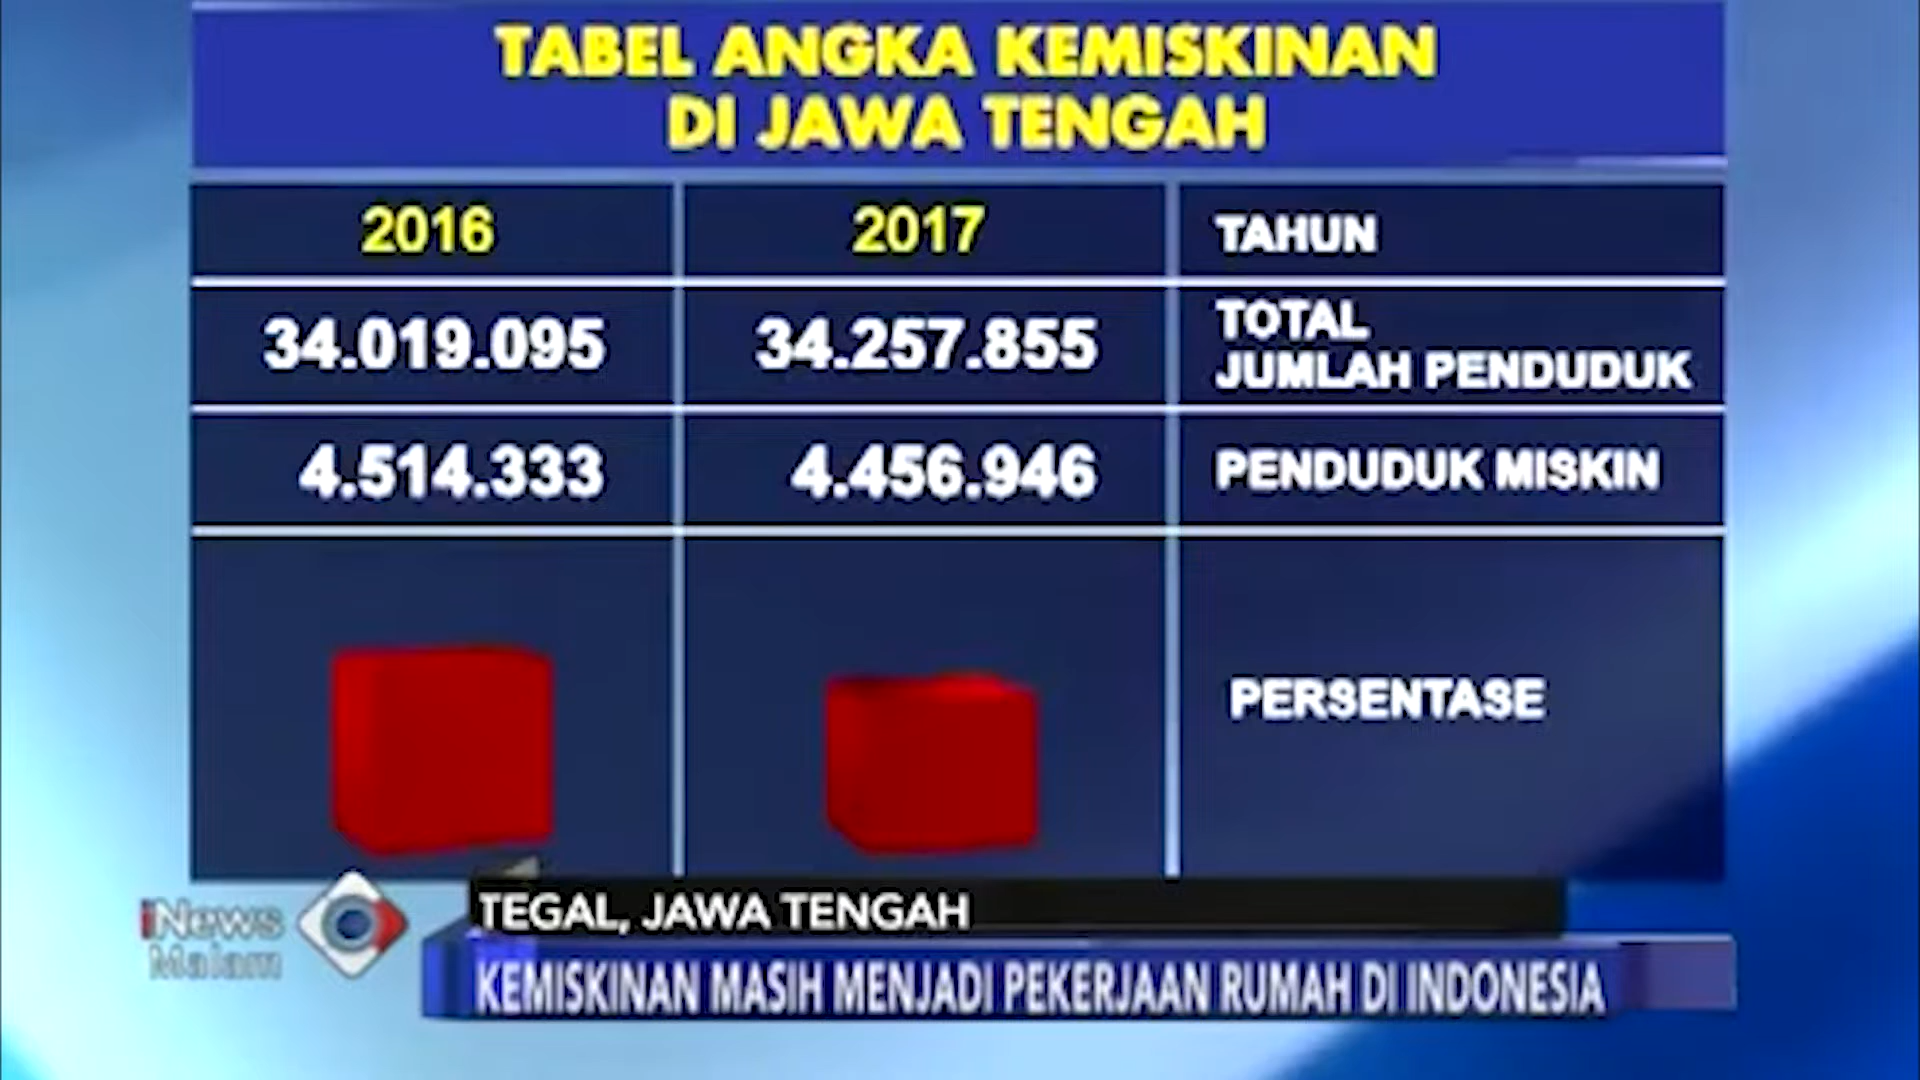 TABEL ANGKA KEMISKINAN
DI JAWA TENGAH
2016 2017 TAHUN
34.019.095 34.257.855 TOTAL
JUMLAH PENDUDUK
4.514.333 4.456.946 PENDUDUK MISKIN
PERSENTASE
iNews
Malam
TEGAL, JAWA TENGAH
KEMISKINAN MASIH MENJADI PEKERJAAN RUMAH DI INDONESIA